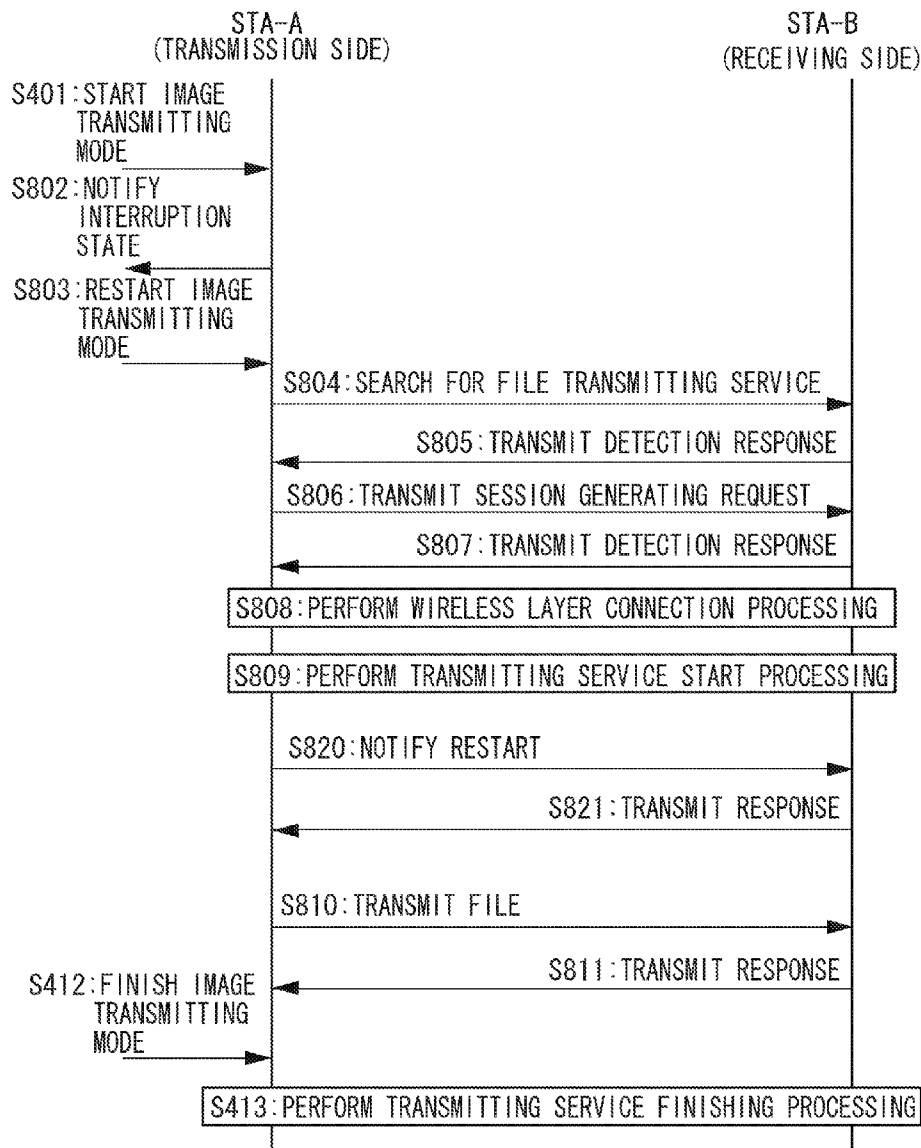 STA-A
(TRANSMISSION SIDE)
STA-B
(RECEIVING SIDE)
S401:START IMAGE
TRANSMITTING
MODE
S802:NOTIFY
INTERRUPTION
STATE
S803:RESTART IMAGE
TRANSMITTING
MODE
S804:SEARCH FOR FILE TRANSMITTING SERVICE
S805:TRANSMIT DETECTION RESPONSE
S806:TRANSMIT SESSION GENERATING REQUEST
S807:TRANSMIT DETECTION RESPONSE
S808:PERFORM WIRELESS LAYER CONNECTION PROCESSING
S809:PERFORM TRANSMITTING SERVICE START PROCESSING
S820:NOTIFY RESTART
S821:TRANSMIT RESPONSE
S810:TRANSMIT FILE
S811:TRANSMIT RESPONSE
S412:FINISH IMAGE
TRANSMITTING
MODE
S413:PERFORM TRANSMITTING SERVICE FINISHING PROCESSING